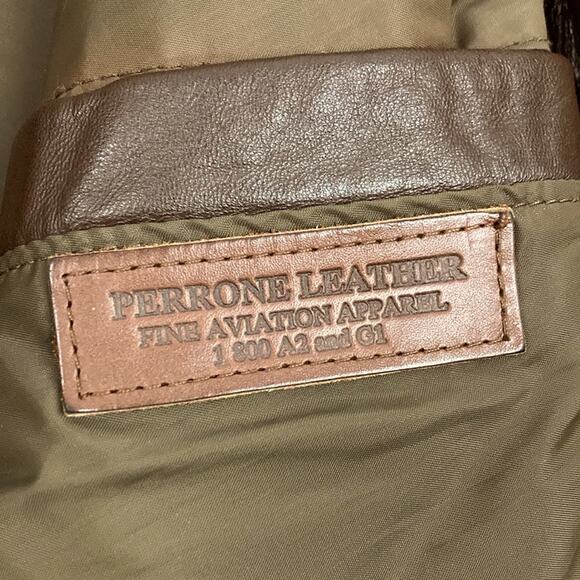 PERRONE LEATHER
FINE AVIATION APPAREL
1 800 A2 and G1